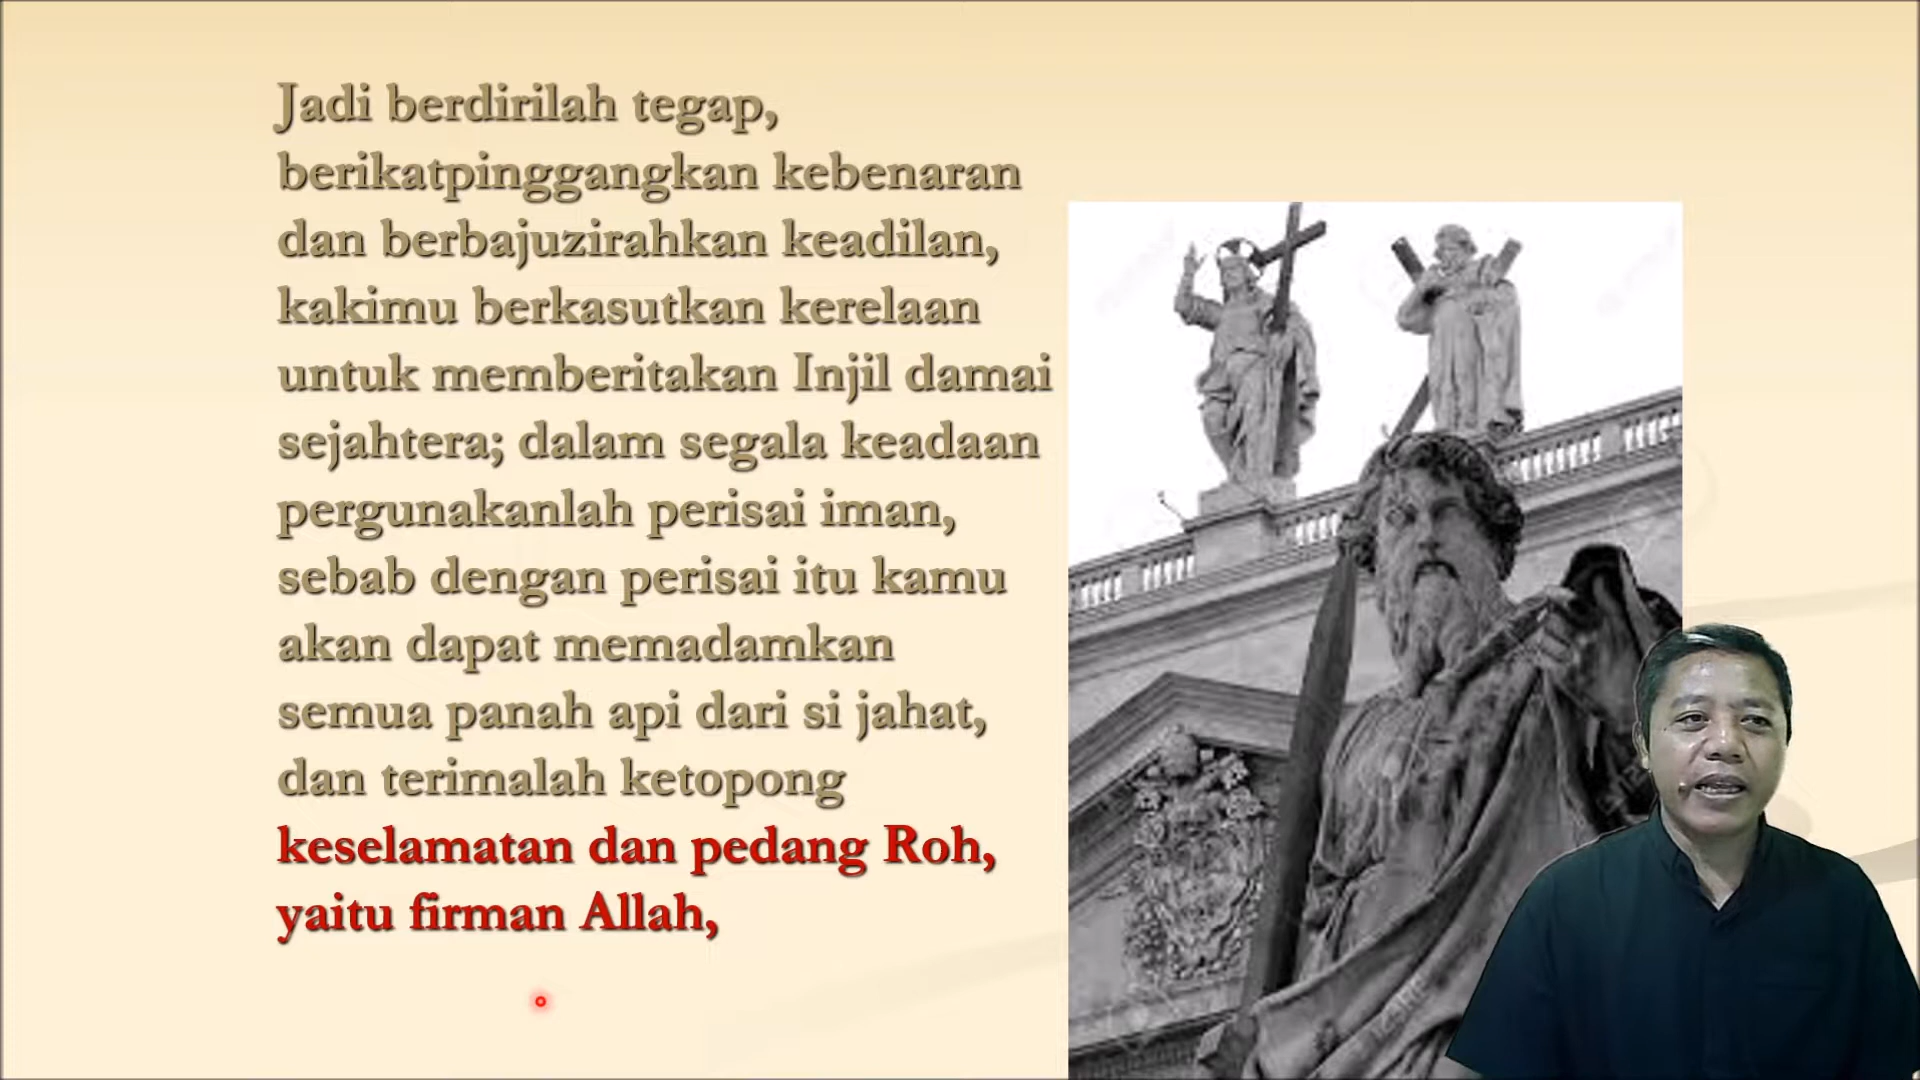 Jadi berdirilah tegap,
berikatpinggangkan kebenaran
dan berbajuzirahkan keadilan,
kakimu berkasutkan kerelaan
untuk memberitakan Injil damai
sejahtera; dalam segala keadaan
pergunakanlah perisai iman,
sebab dengan perisai itu kamu
akan dapat memadamkan
semua panah api dari si jahat,
dan terimalah ketopong
keselamatan dan pedang Roh,
yaitu firman Allah,